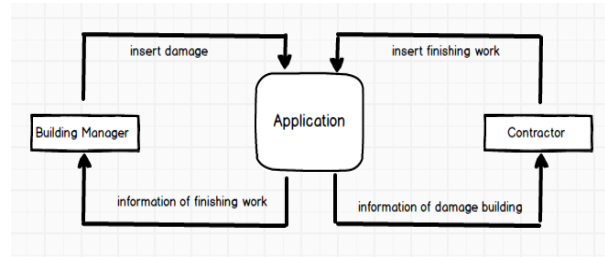 insert damage
insert finishing work
Building Manager
Application
Contractor
information of finishing work
information of damage building